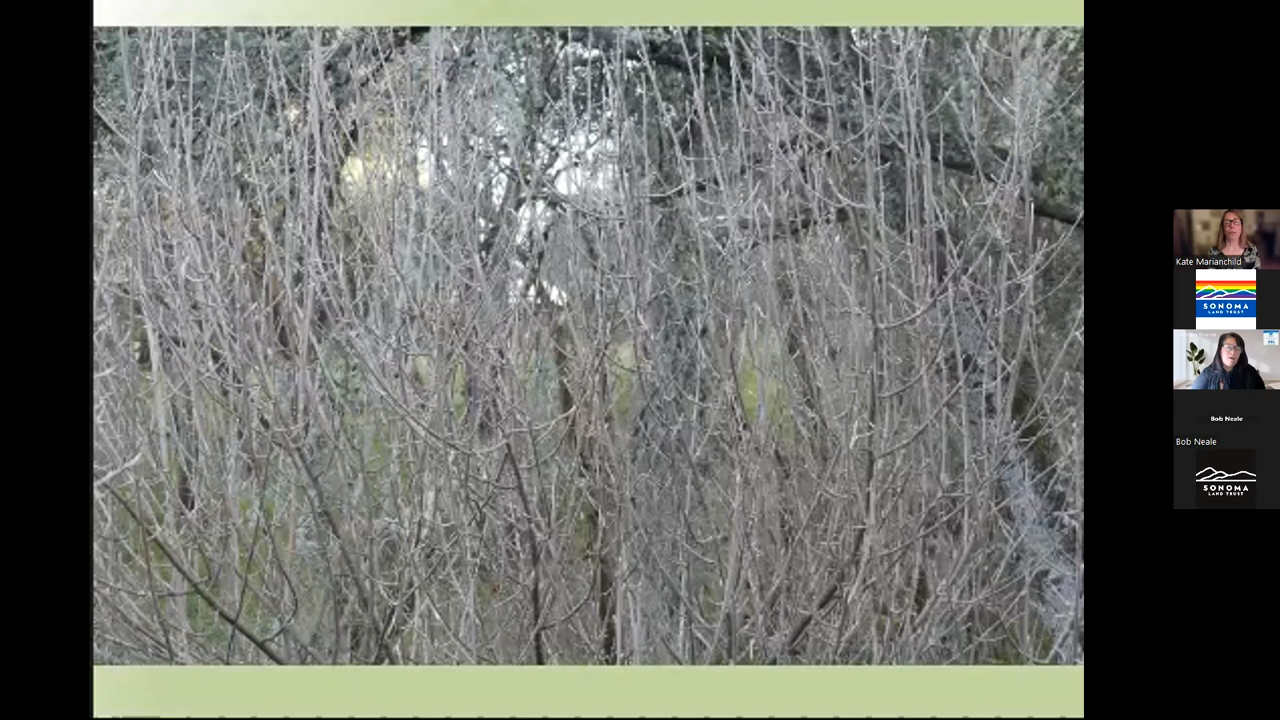 Kate Marianchild
SONOMA
LAND TRUST
Bob Neale
Bob Neale
SONOMA
LAND TRUST